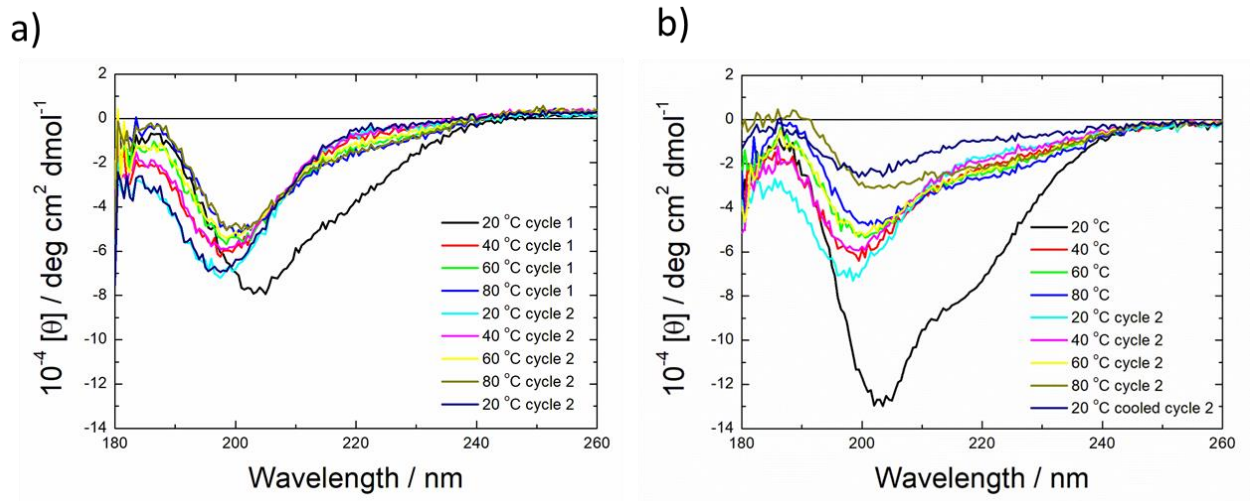 a)
2
0
-2
-4
-6
-8
-10
-12
-14
10⁻⁴ [θ] / deg cm² dmol⁻¹
20 °C cycle 1
40 °C cycle 1
60 °C cycle 1
80 °C cycle 1
20 °C cycle 2
40 °C cycle 2
60 °C cycle 2
80 °C cycle 2
20 °C cycle 2
180 200 220 240 260
Wavelength / nm
b)
2
0
-2
-4
-6
-8
-10
-12
-14
10⁻⁴ [θ] / deg cm² dmol⁻¹
20 °C
40 °C
60 °C
80 °C
20 °C cycle 2
40 °C cycle 2
60 °C cycle 2
80 °C cycle 2
20 °C cooled cycle 2
180 200 220 240 260
Wavelength / nm